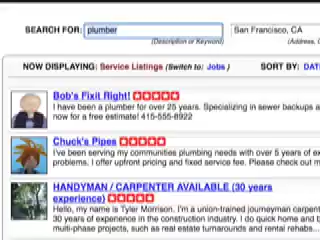 SEARCH FOR: plumber San Francisco, CA
(Description or Keyword) (Address,
NOW DISPLAYING: Service Listings (Switch to: Jobs ) SORT BY: DAT
Bob's Fixit Right!
I have been a plumber for over 25 years. Specializing in sewer backups a
now for a free estimate! 415-555-8922
Chuck's Pipes
I've been serving my communities plumbing needs with over 5 years of ex
problems. I offer upfront pricing and fixed service fee. Please check out m
HANDYMAN / CARPENTER AVAILABLE (30 years
experience)
Hello, my name is Tyler Morrison. I'm a union-trained journeyman carpent
30 years of experience in the construction industry. I do quick home and b
multi-phase projects, such as real estate turnarounds and rental rehabs...